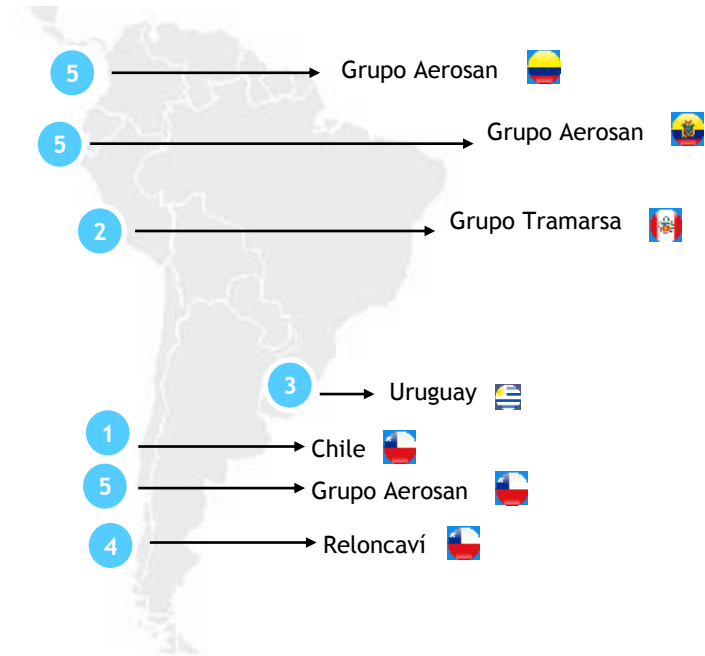 5 Grupo Aerosan
5 Grupo Aerosan
2 Grupo Tramarsa
3 Uruguay
1 Chile
5 Grupo Aerosan
4 Reloncaví